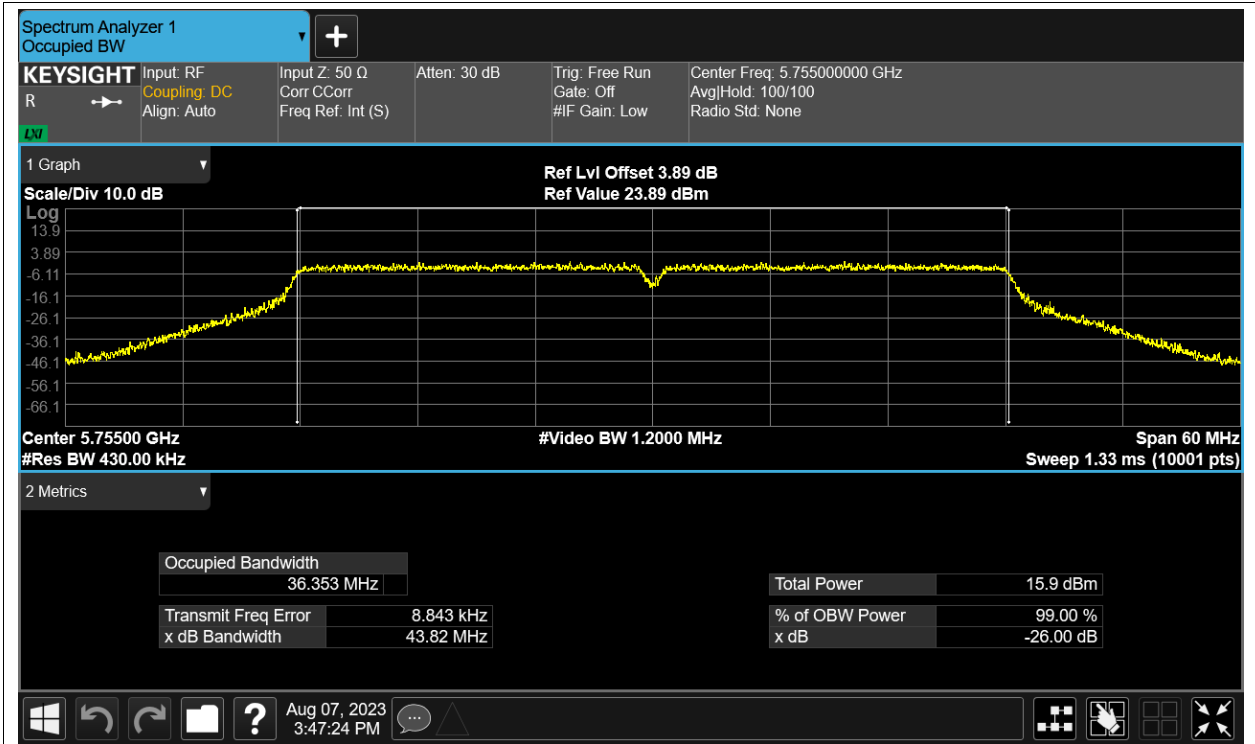 Spectrum Analyzer 1
Occupied BW
+
KEYSIGHT
R
LXI
Input: RF
Coupling: DC
Align: Auto
Input Z: 50 Ω
Corr CCorr
Freq Ref: Int (S)
Atten: 30 dB
Trig: Free Run
Gate: Off
#IF Gain: Low
Center Freq: 5.755000000 GHz
Avg|Hold: 100/100
Radio Std: None
1 Graph
Scale/Div 10.0 dB
Ref Lvl Offset 3.89 dB
Ref Value 23.89 dBm
Log
13.9
3.89
-6.11
-16.1
-26.1
-36.1
-46.1
-56.1
-66.1
Center 5.75500 GHz
#Video BW 1.2000 MHz
Span 60 MHz
#Res BW 430.00 kHz
Sweep 1.33 ms (10001 pts)
2 Metrics
Occupied Bandwidth
36.353 MHz
Transmit Freq Error 8.843 kHz
x dB Bandwidth 43.82 MHz
Total Power 15.9 dBm
% of OBW Power 99.00 %
x dB -26.00 dB
?
Aug 07, 2023
3:47:24 PM